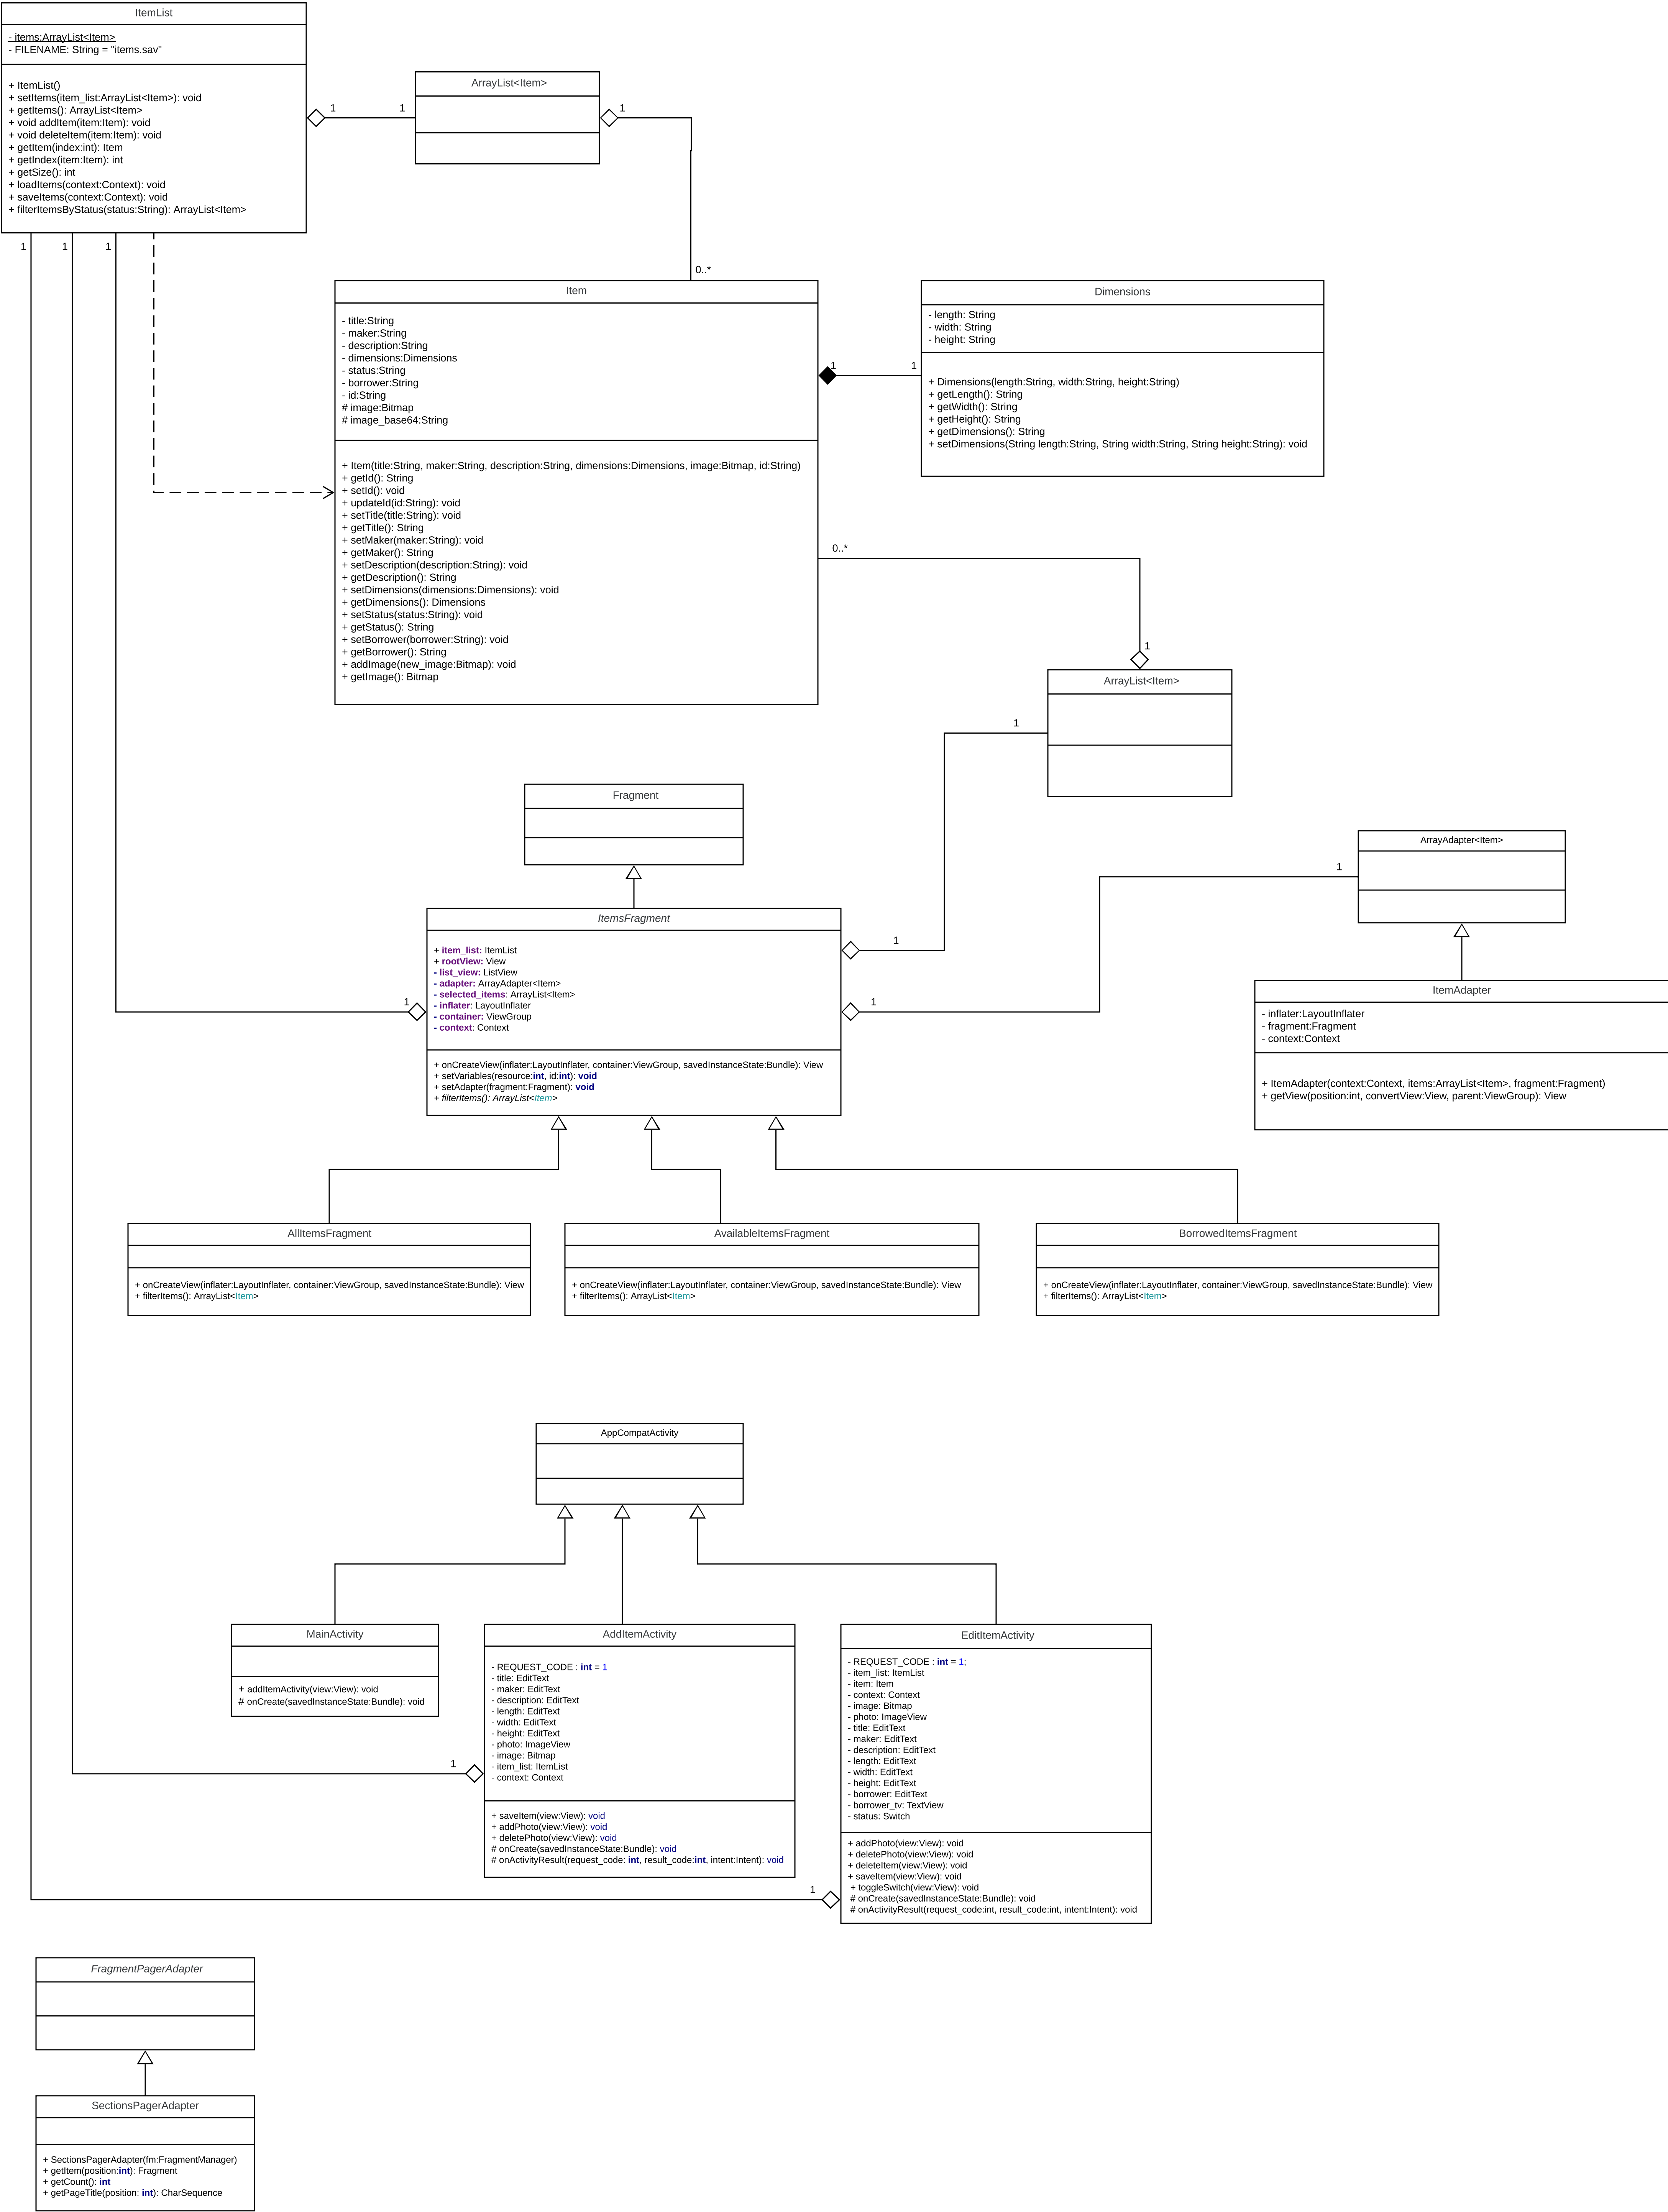 ItemList
- items:ArrayList<Item>
- FILENAME: String = "items.sav"
+ ItemList()
+ setItems(item_list:ArrayList<Item>): void
+ getItems(): ArrayList<Item>
+ void addItem(item:Item): void
+ void deleteItem(item:Item): void
+ getItem(index:int): Item
+ getIndex(item:Item): int
+ getSize(): int
+ loadItems(context:Context): void
+ saveItems(context:Context): void
+ filterItemsByStatus(status:String): ArrayList<Item>
1
1
ArrayList<Item>
1
1
1
1
0..*
Item
- title:String
- maker:String
- description:String
- dimensions:Dimensions
- status:String
- borrower:String
- id:String
# image:Bitmap
# image_base64:String
+ Item(title:String, maker:String, description:String, dimensions:Dimensions, image:Bitmap, id:String)
+ getId(): String
+ setId(): void
+ updateId(id:String): void
+ setTitle(title:String): void
+ getTitle(): String
+ setMaker(maker:String): void
+ getMaker(): String
+ setDescription(description:String): void
+ getDescription(): String
+ setDimensions(dimensions:Dimensions): void
+ getDimensions(): Dimensions
+ setStatus(status:String): void
+ getStatus(): String
+ setBorrower(borrower:String): void
+ getBorrower(): String
+ addImage(new_image:Bitmap): void
+ getImage(): Bitmap
1
1
Dimensions
- length: String
- width: String
- height: String
+ Dimensions(length:String, width:String, height:String)
+ getLength(): String
+ getWidth(): String
+ getHeight(): String
+ getDimensions(): String
+ setDimensions(String length:String, String width:String, String height:String): void
0..*
1
ArrayList<Item>
1
Fragment
ArrayAdapter<Item>
1
ItemsFragment
+ item_list: ItemList
+ rootView: View
- list_view: ListView
- adapter: ArrayAdapter<Item>
- selected_items: ArrayList<Item>
- inflater: LayoutInflater
- container: ViewGroup
- context: Context
+ onCreateView(inflater:LayoutInflater, container:ViewGroup, savedInstanceState:Bundle): View
+ setVariables(resource:int, id:int): void
+ setAdapter(fragment:Fragment): void
+ filterItems(): ArrayList<Item>
1
1
1
ItemAdapter
- inflater:LayoutInflater
- fragment:Fragment
- context:Context
+ ItemAdapter(context:Context, items:ArrayList<Item>, fragment:Fragment)
+ getView(position:int, convertView:View, parent:ViewGroup): View
AllItemsFragment
+ onCreateView(inflater:LayoutInflater, container:ViewGroup, savedInstanceState:Bundle): View
+ filterItems(): ArrayList<Item>
AvailableItemsFragment
+ onCreateView(inflater:LayoutInflater, container:ViewGroup, savedInstanceState:Bundle): View
+ filterItems(): ArrayList<Item>
BorrowedItemsFragment
+ onCreateView(inflater:LayoutInflater, container:ViewGroup, savedInstanceState:Bundle): View
+ filterItems(): ArrayList<Item>
AppCompatActivity
MainActivity
+ addItemActivity(view:View): void
# onCreate(savedInstanceState:Bundle): void
1
AddItemActivity
- REQUEST_CODE : int = 1
- title: EditText
- maker: EditText
- description: EditText
- length: EditText
- width: EditText
- height: EditText
- photo: ImageView
- image: Bitmap
- item_list: ItemList
- context: Context
+ saveItem(view:View): void
+ addPhoto(view:View): void
+ deletePhoto(view:View): void
# onCreate(savedInstanceState:Bundle): void
# onActivityResult(request_code: int, result_code:int, intent:Intent): void
1
EditItemActivity
- REQUEST_CODE : int = 1;
- item_list: ItemList
- item: Item
- context: Context
- image: Bitmap
- photo: ImageView
- title: EditText
- maker: EditText
- description: EditText
- length: EditText
- width: EditText
- height: EditText
- borrower: EditText
- borrower_tv: TextView
- status: Switch
+ addPhoto(view:View): void
+ deletePhoto(view:View): void
+ deleteItem(view:View): void
+ saveItem(view:View): void
+ toggleSwitch(view:View): void
# onCreate(savedInstanceState:Bundle): void
# onActivityResult(request_code:int, result_code:int, intent:Intent): void
FragmentPagerAdapter
SectionsPagerAdapter
+ SectionsPagerAdapter(fm:FragmentManager)
+ getItem(position:int): Fragment
+ getCount(): int
+ getPageTitle(position: int): CharSequence